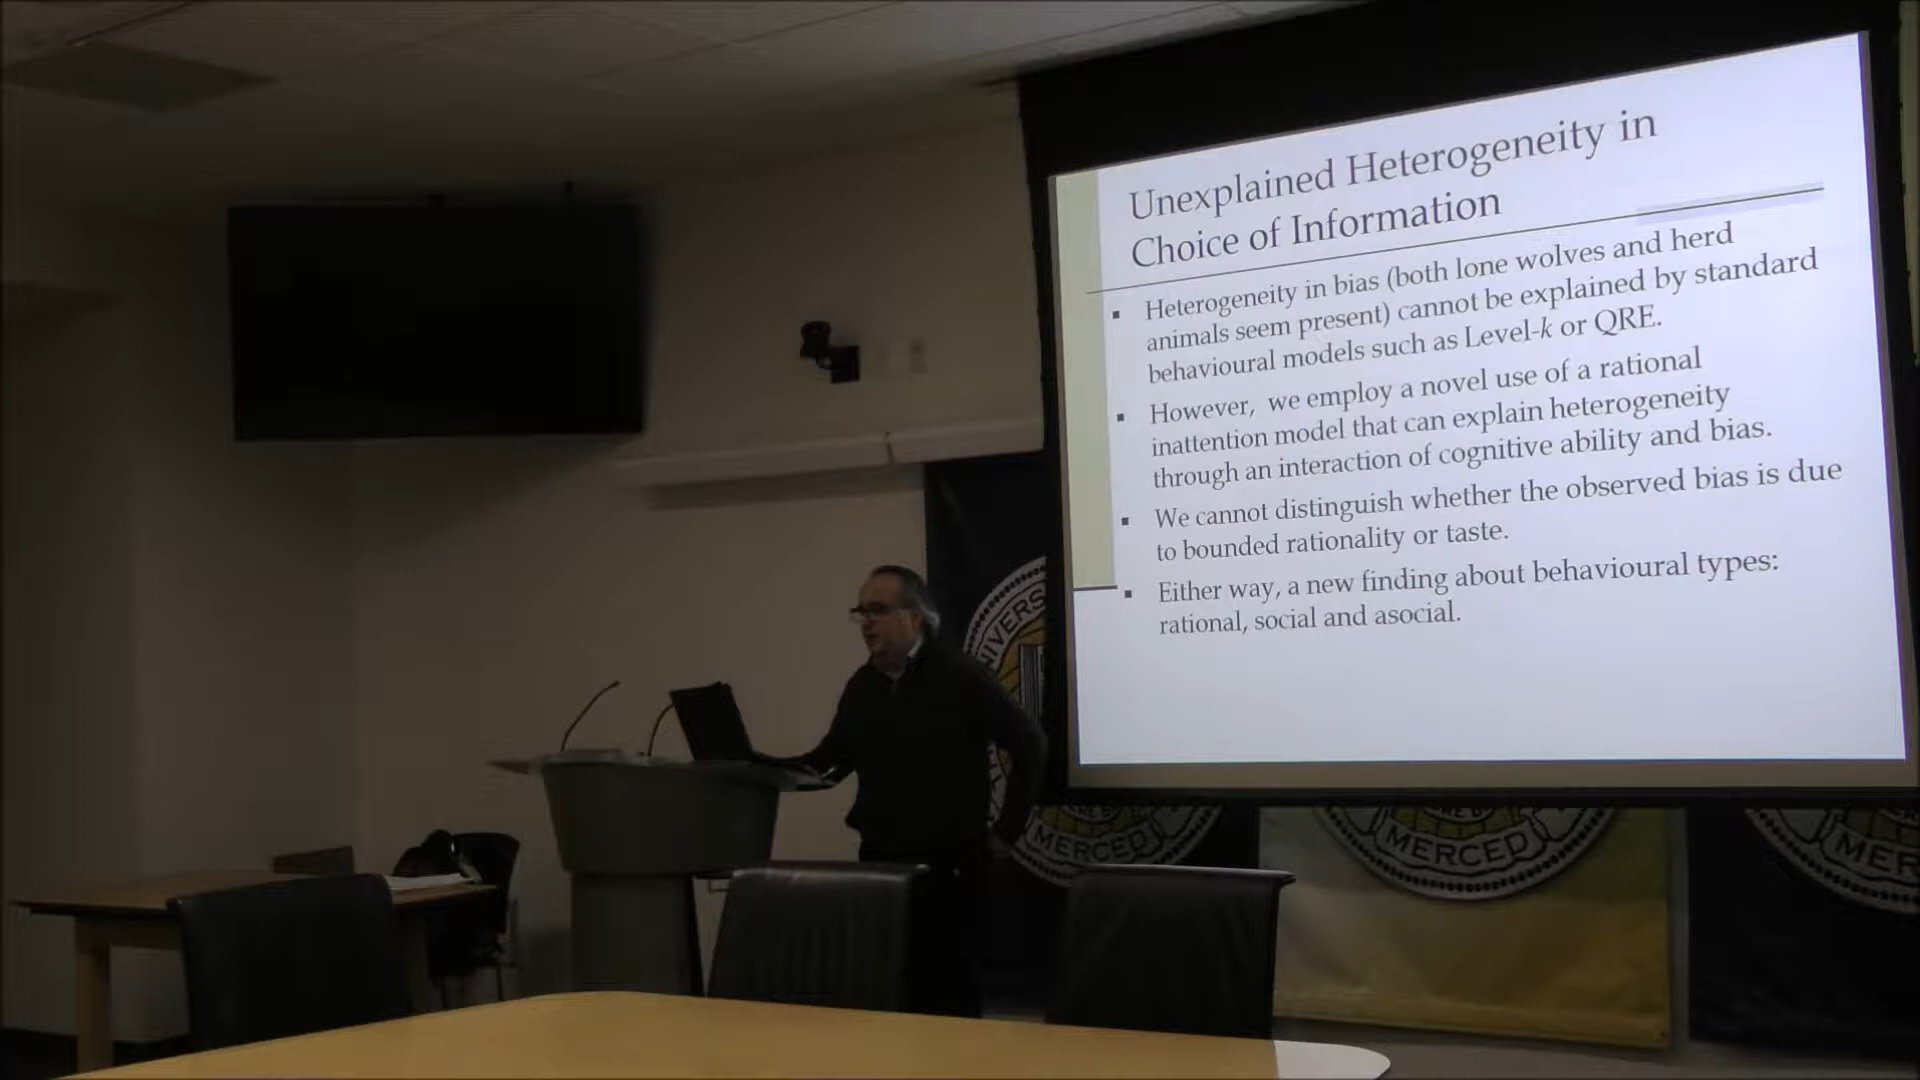 Unexplained Heterogeneity in
Choice of Information
Heterogeneity in bias (both lone wolves and herd
animals seem present) cannot be explained by standard
behavioural models such as Level-k or QRE.
However, we employ a novel use of a rational
inattention model that can explain heterogeneity
through an interaction of cognitive ability and bias.
We cannot distinguish whether the observed bias is due
to bounded rationality or taste.
Either way, a new finding about behavioural types:
rational, social and asocial.
MERCED
MERCED